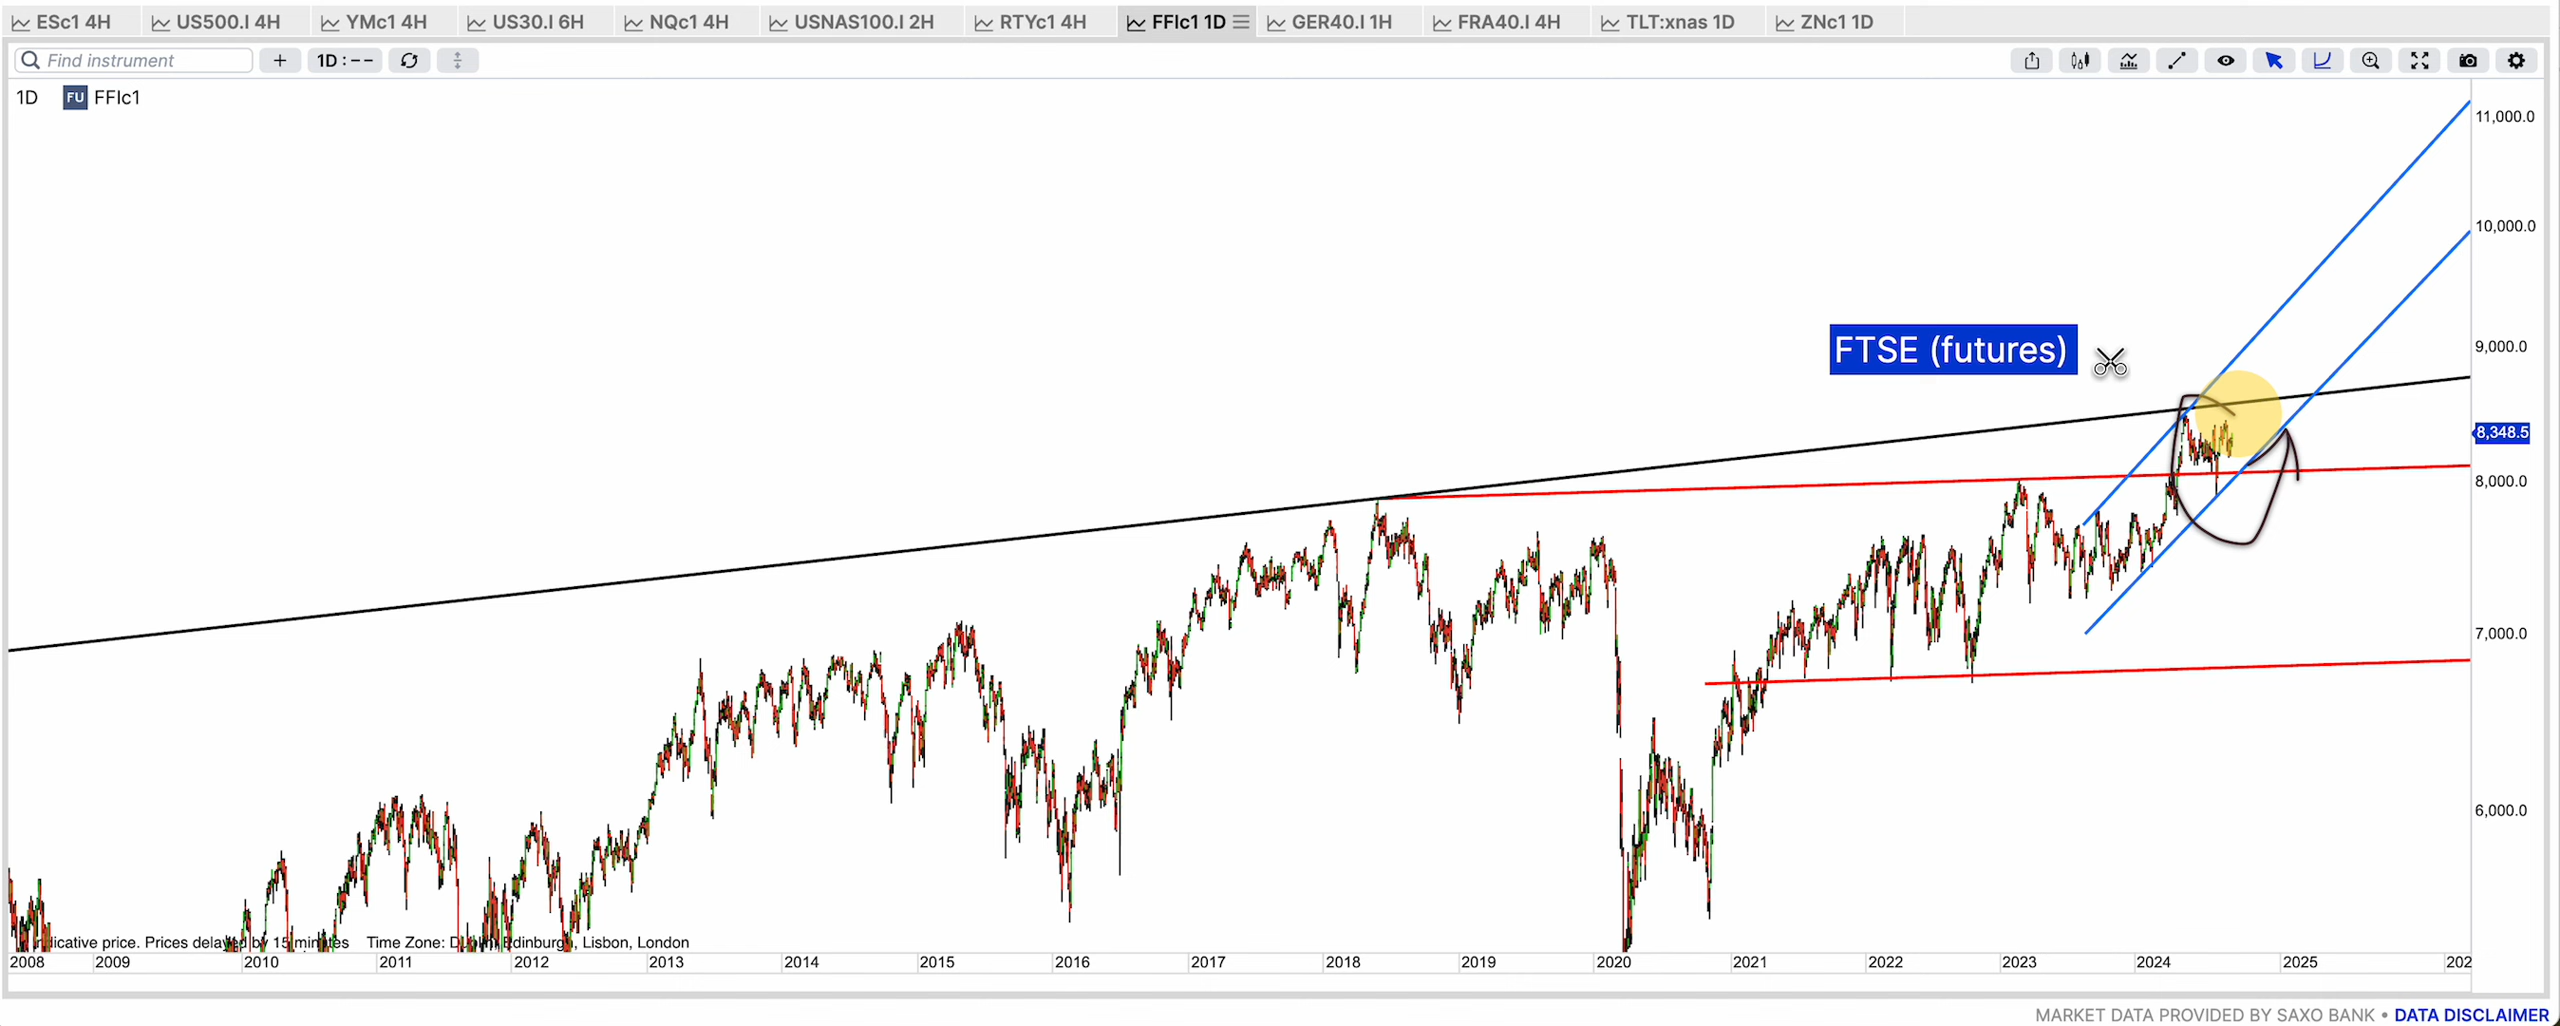 ESc1 4H US500.I 4H YMc1 4H US30.I 6H NQc1 4H USNAS100.I 2H RTYc1 4H FFIc1 1D GER40.I 1H FRA40.I 4H TLT:xnas 1D ZNc1 1D
Find instrument + 1D : --
1D FU FFIc1
11,000.0
10,000.0
9,000.0
FTSE (futures)
8,348.5
8,000.0
7,000.0
6,000.0
indicative price. Prices delayed by 15 minutes Time Zone: Dublin, Edinburgh, Lisbon, London
2008 2009 2010 2011 2012 2013 2014 2015 2016 2017 2018 2019 2020 2021 2022 2023 2024 2025 202
MARKET DATA PROVIDED BY SAXO BANK • DATA DISCLAIMER